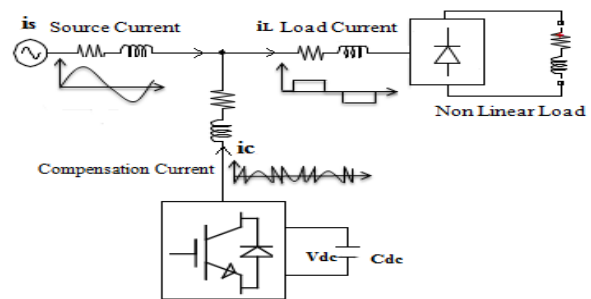 is Source Current
iL Load Current
Non Linear Load
ic
Compensation Current
Vdc Cdc